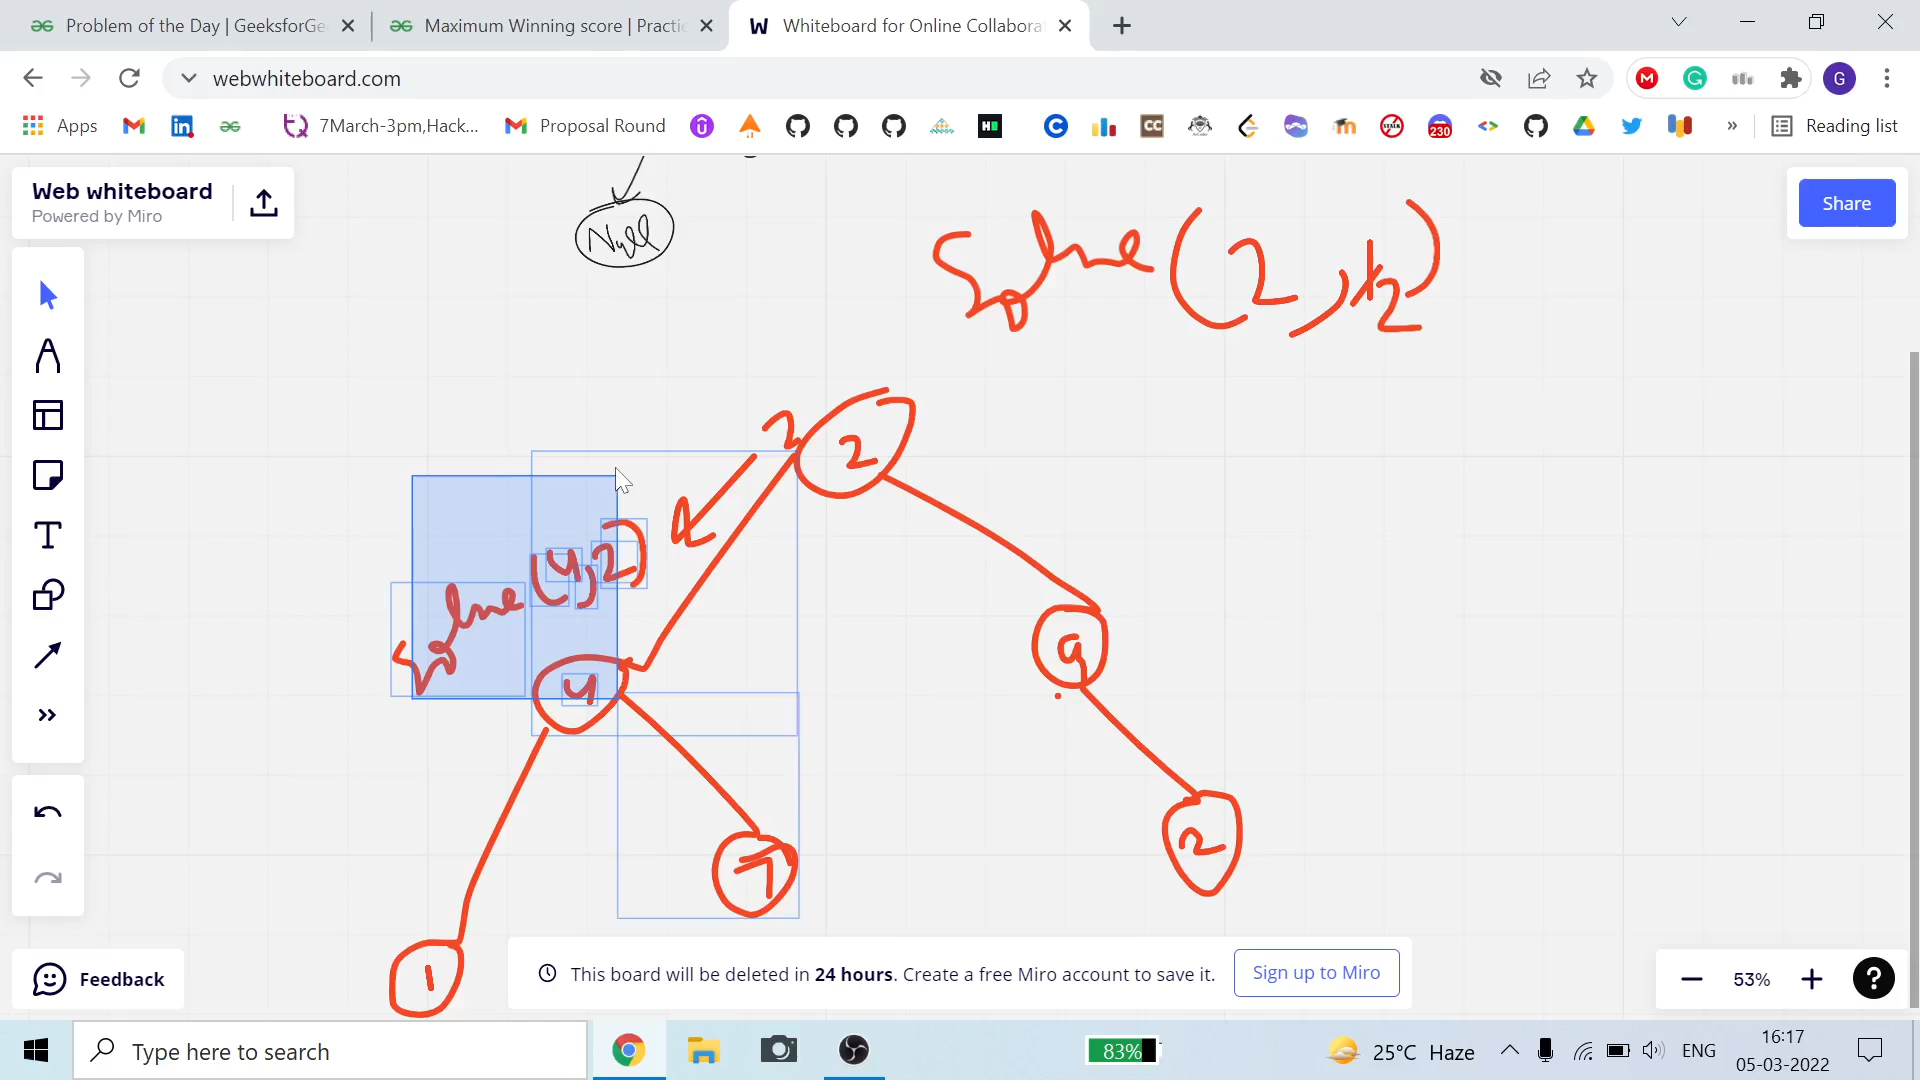 Problem of the Day | GeeksforGe
Maximum Winning score | Practic
Whiteboard for Online Collabora
webwhiteboard.com
G
Apps
7March-3pm,Hack...
Proposal Round
CC
230
»
Reading list
Web whiteboard
Powered by Miro
Share
Null
Solve(2,
2
2
Solve(4,2)
4
9
7
2
1
Feedback
This board will be deleted in 24 hours. Create a free Miro account to save it.
Sign up to Miro
53%
?
Type here to search
83%
25°C Haze
ENG
16:17
05-03-2022